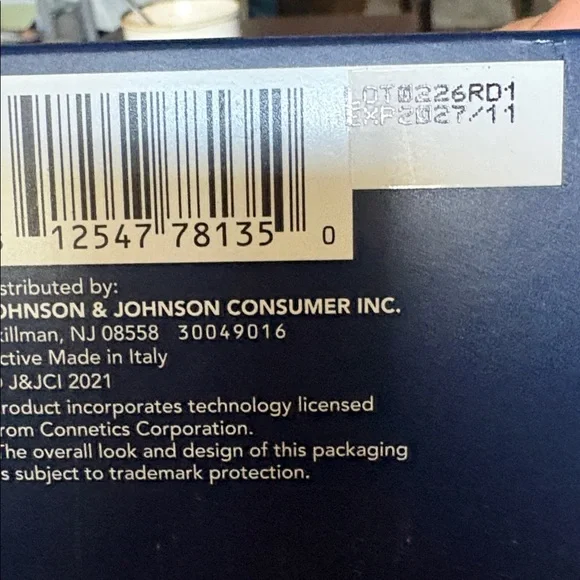 OT0226RD1
EXP2027/11
12547 78135 0
stributed by:
OHNSON & JOHNSON CONSUMER INC.
killman, NJ 08558 30049016
ctive Made in Italy
J&JCI 2021
roduct incorporates technology licensed
rom Connetics Corporation.
The overall look and design of this packaging
s subject to trademark protection.